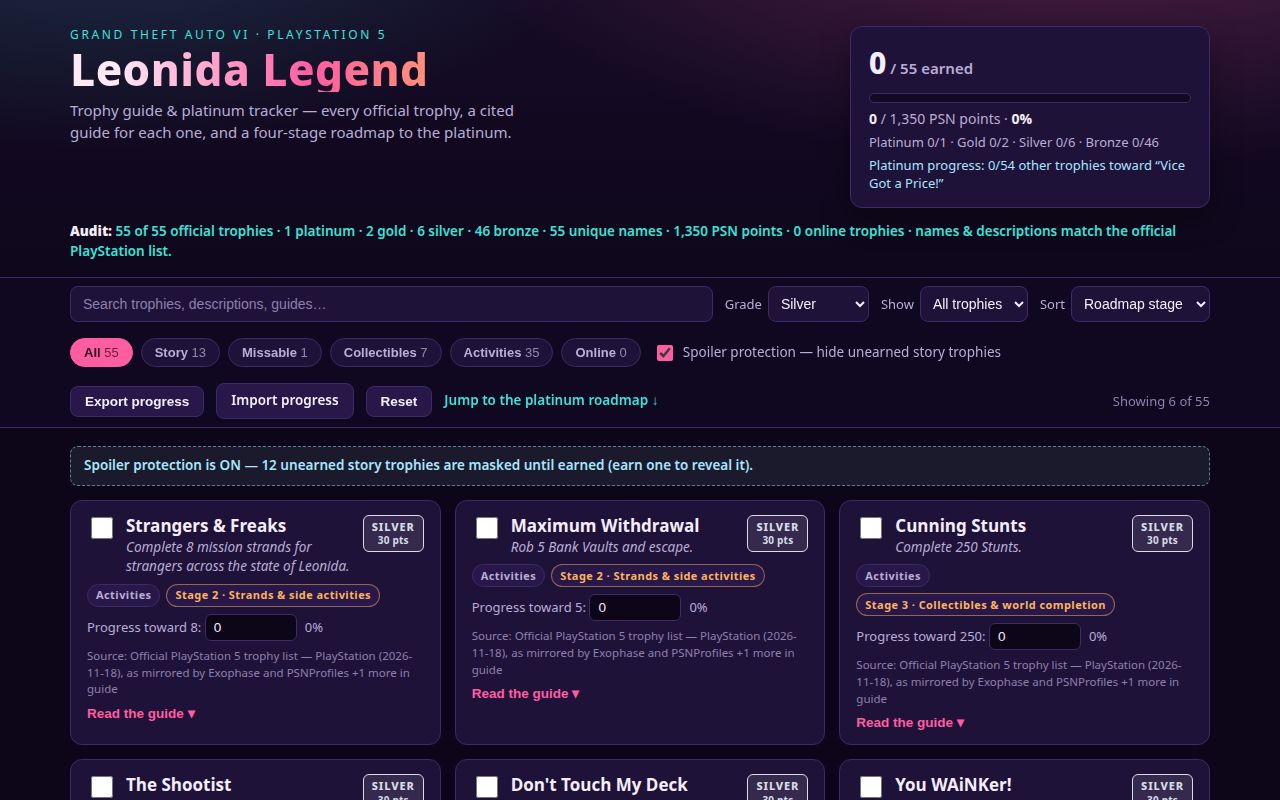 GRAND THEFT AUTO VI · PLAYSTATION 5
Leonida Legend
Trophy guide & platinum tracker — every official trophy, a cited
guide for each one, and a four-stage roadmap to the platinum.
0 / 55 earned
0 / 1,350 PSN points · 0%
Platinum 0/1 · Gold 0/2 · Silver 0/6 · Bronze 0/46
Platinum progress: 0/54 other trophies toward “Vice
Got a Price!”
Audit: 55 of 55 official trophies · 1 platinum · 2 gold · 6 silver · 46 bronze · 55 unique names · 1,350 PSN points · 0 online trophies · names & descriptions match the official
PlayStation list.
Search trophies, descriptions, guides…
Grade Silver
Show All trophies
Sort Roadmap stage
All 55
Story 13
Missable 1
Collectibles 7
Activities 35
Online 0
Spoiler protection — hide unearned story trophies
Export progress
Import progress
Reset
Jump to the platinum roadmap ↓
Showing 6 of 55
Spoiler protection is ON — 12 unearned story trophies are masked until earned (earn one to reveal it).
Strangers & Freaks
SILVER
30 pts
Complete 8 mission strands for
strangers across the state of Leonida.
Activities
Stage 2 · Strands & side activities
Progress toward 8: 0 0%
Source: Official PlayStation 5 trophy list — PlayStation (2026-
11-18), as mirrored by Exophase and PSNProfiles +1 more in
guide
Read the guide ▾
Maximum Withdrawal
SILVER
30 pts
Rob 5 Bank Vaults and escape.
Activities
Stage 2 · Strands & side activities
Progress toward 5: 0 0%
Source: Official PlayStation 5 trophy list — PlayStation (2026-
11-18), as mirrored by Exophase and PSNProfiles +1 more in
guide
Read the guide ▾
Cunning Stunts
SILVER
30 pts
Complete 250 Stunts.
Activities
Stage 3 · Collectibles & world completion
Progress toward 250: 0 0%
Source: Official PlayStation 5 trophy list — PlayStation (2026-
11-18), as mirrored by Exophase and PSNProfiles +1 more in
guide
Read the guide ▾
The Shootist
SILVER
30 pts
Don't Touch My Deck
SILVER
30 pts
You WAiNKer!
SILVER
30 pts